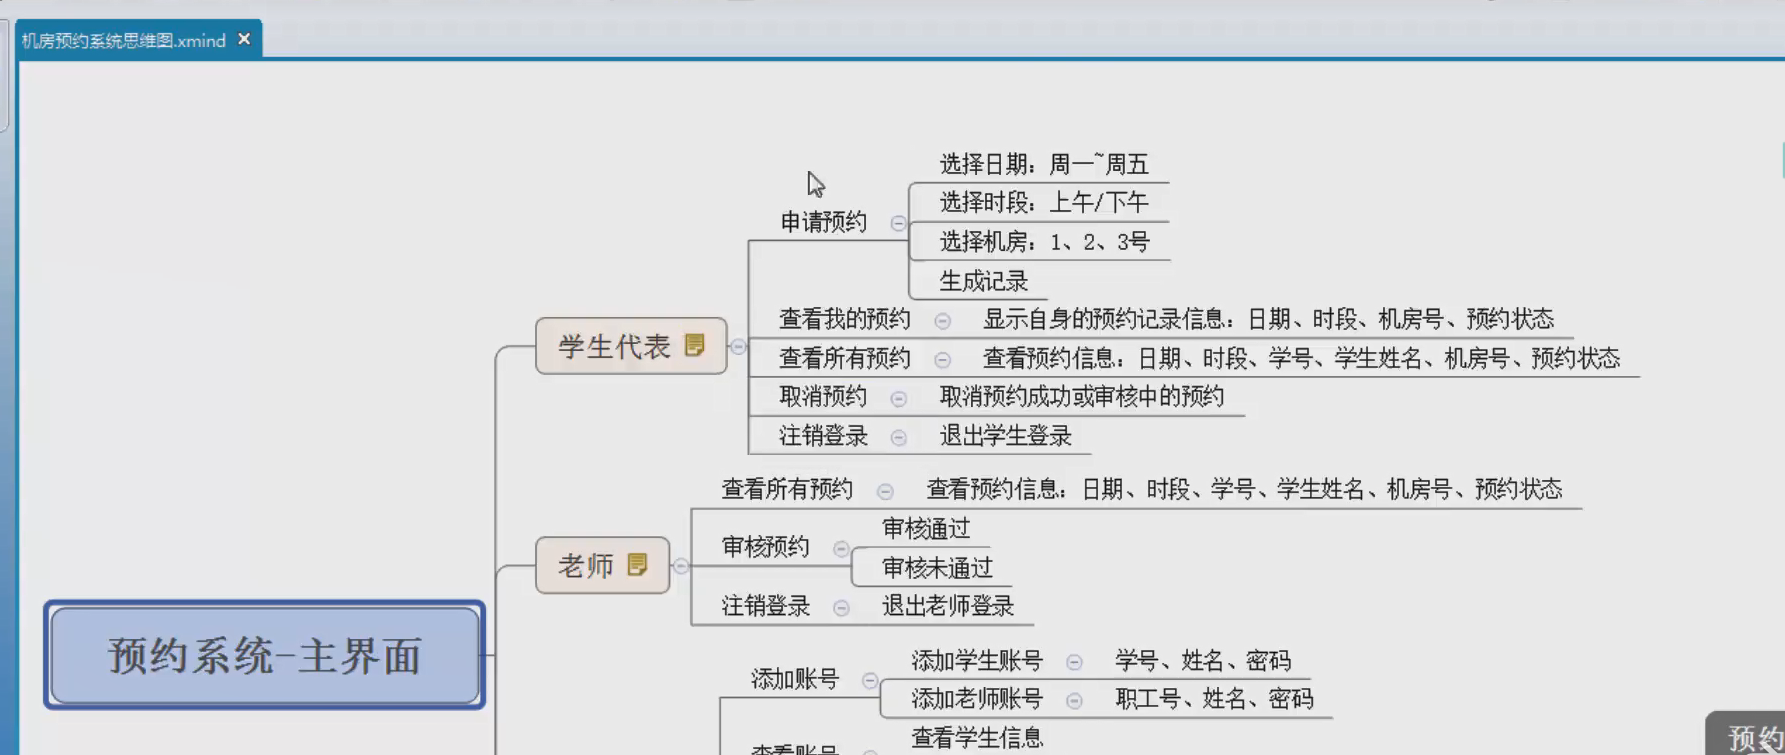 机房预约系统思维图.xmind
选择日期：周一~周五
选择时段：上午/下午
申请预约
选择机房：1、2、3号
生成记录
查看我的预约 显示自身的预约记录信息：日期、时段、机房号、预约状态
学生代表
查看所有预约 查看预约信息：日期、时段、学号、学生姓名、机房号、预约状态
取消预约 取消预约成功或审核中的预约
注销登录 退出学生登录
查看所有预约 查看预约信息：日期、时段、学号、学生姓名、机房号、预约状态
审核通过
审核预约
老师
审核未通过
注销登录 退出老师登录
预约系统-主界面
添加学生账号 学号、姓名、密码
添加账号
添加老师账号 职工号、姓名、密码
查看学生信息
查看账号
预约